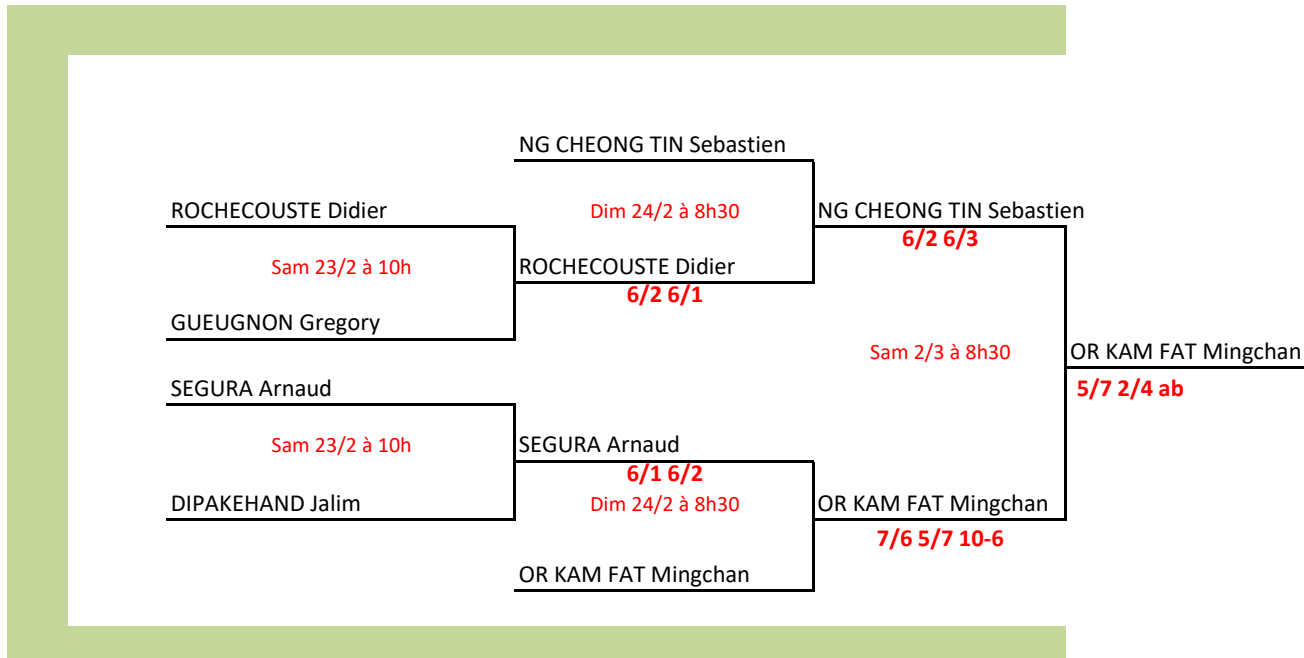 NG CHEONG TIN Sebastien
ROCHECOUSTE Didier
Dim 24/2 à 8h30
NG CHEONG TIN Sebastien
6/2 6/3
Sam 23/2 à 10h
ROCHECOUSTE Didier
6/2 6/1
GUEUGNON Gregory
Sam 2/3 à 8h30
OR KAM FAT Mingchan
5/7 2/4 ab
SEGURA Arnaud
Sam 23/2 à 10h
SEGURA Arnaud
6/1 6/2
DIPAKEHAND Jalim
Dim 24/2 à 8h30
OR KAM FAT Mingchan
7/6 5/7 10-6
OR KAM FAT Mingchan